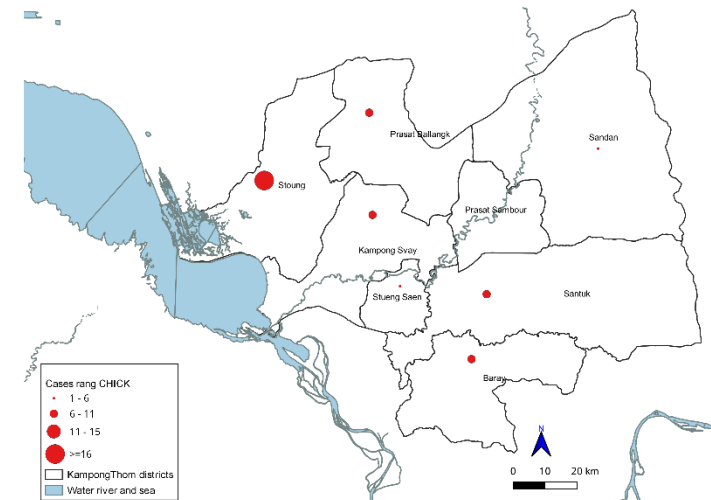 Prasat Ballangk
Sandan
Stoung
Prasat Sambour
Kampong Svay
Stueng Saen
Santuk
Baray
Cases rang CHICK
1 - 6
6 - 11
11 - 15
>=16
KampongThom districts
Water river and sea
N
0 10 20 km